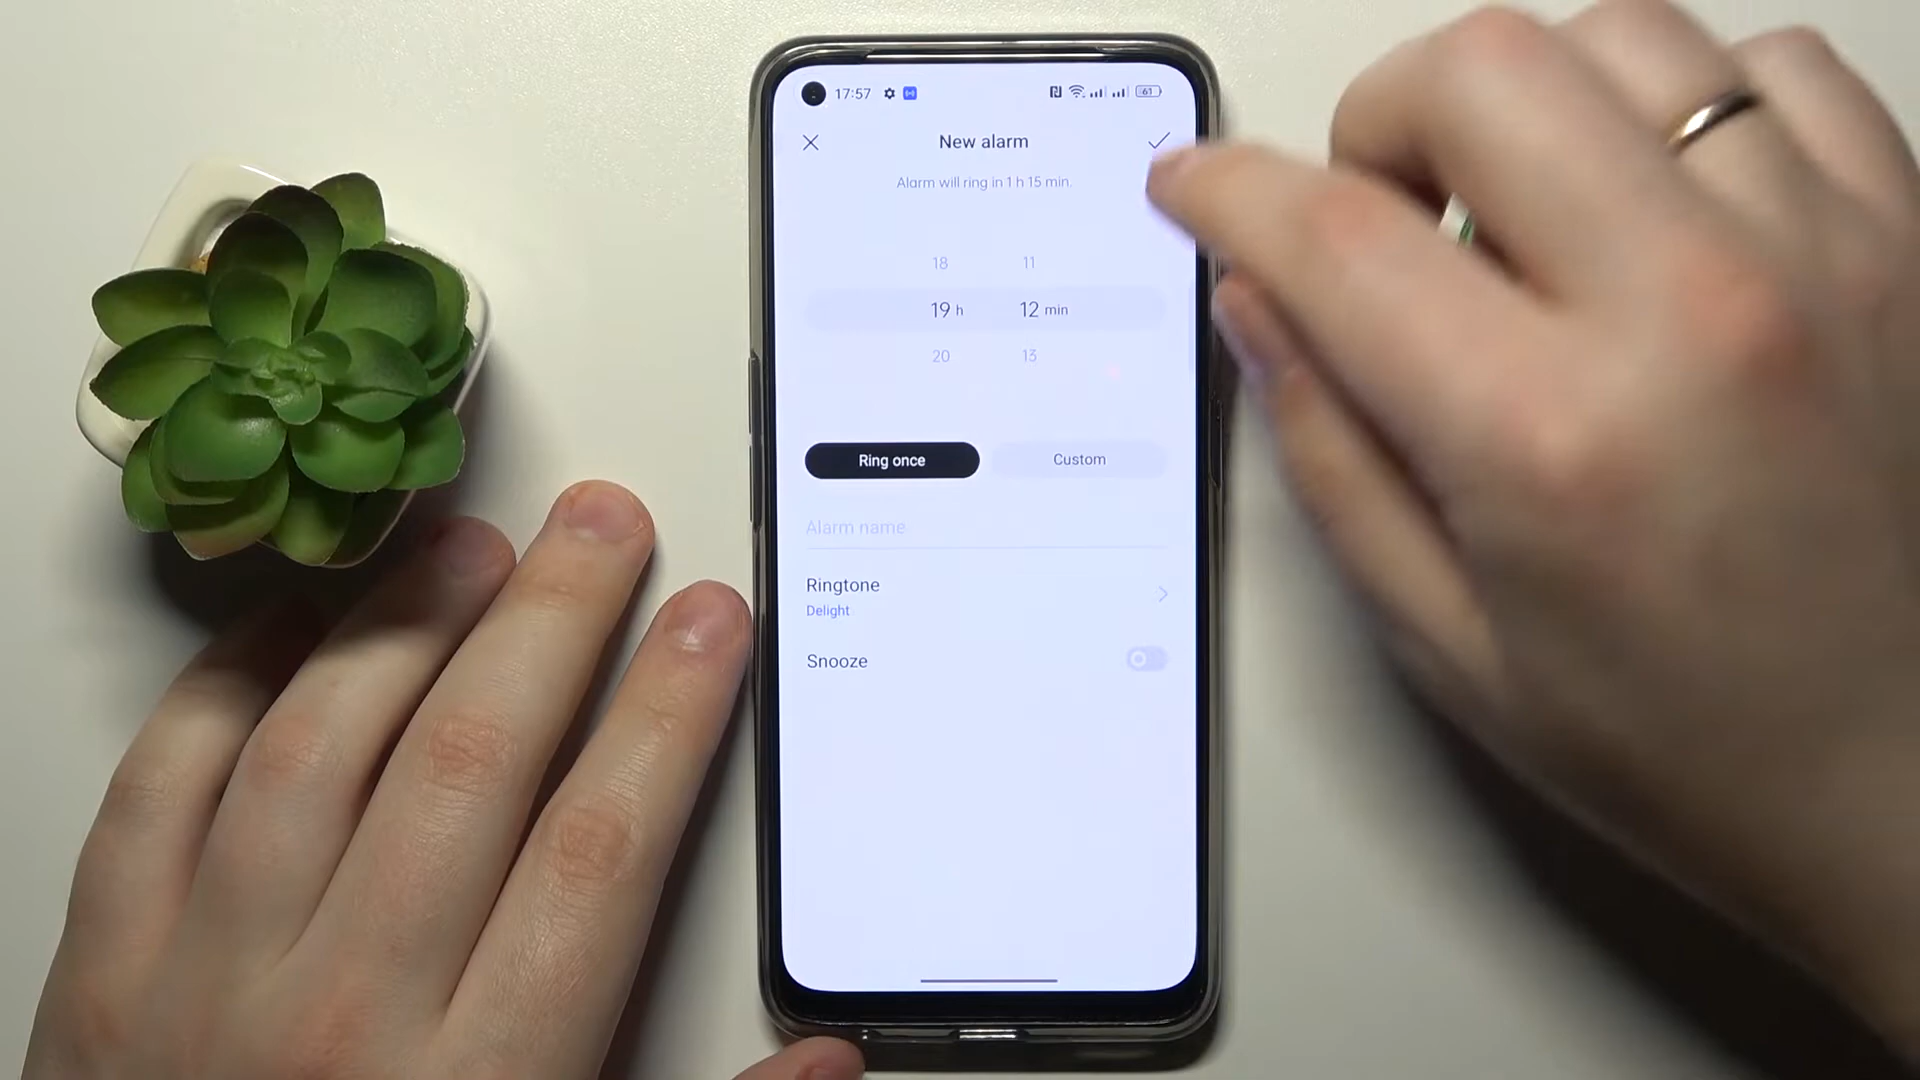 17:57 61
New alarm
Alarm will ring in 1 h 15 min.
18 11
19 h 12 min
20 13
Ring once Custom
Alarm name
Ringtone
Delight
Snooze